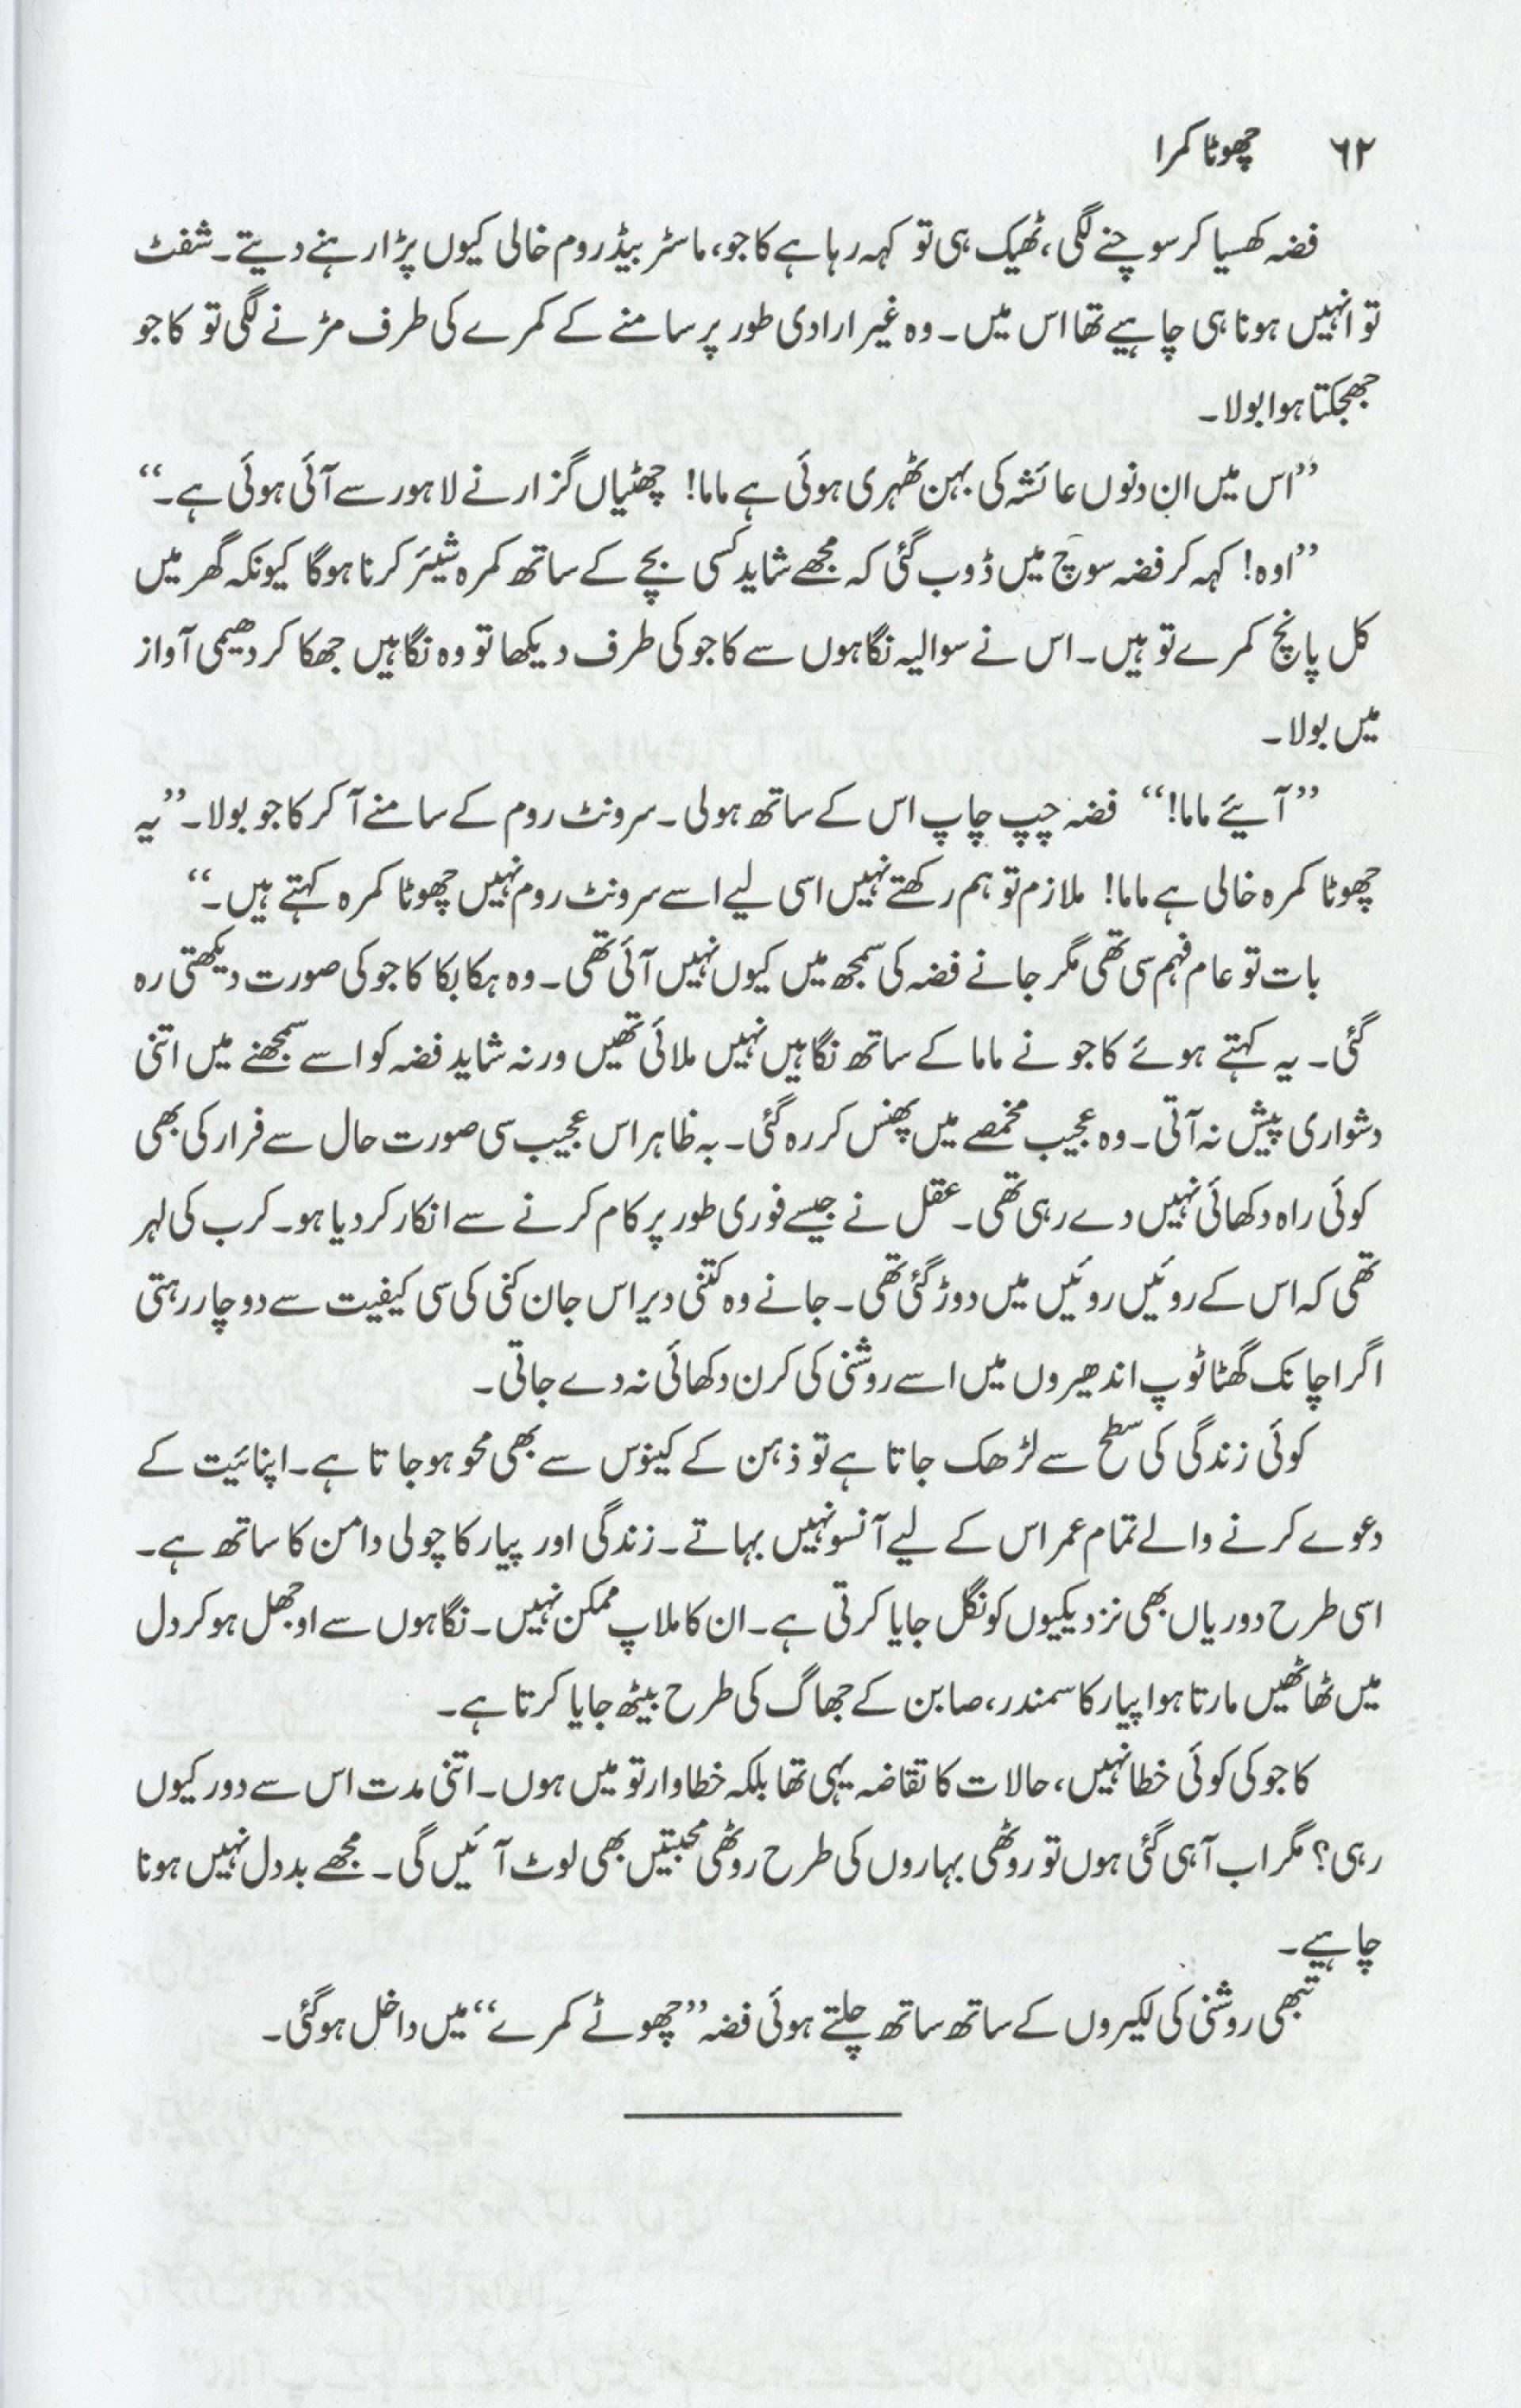 ۶۲ چھوٹا کمرا
فضہ کھسیا کر سوچنے لگی، ٹھیک ہی تو کہہ رہا ہے کاجو، ماسٹر بیڈ روم خالی کیوں پڑا رہنے دیتے۔ شفٹ
تو انہیں ہونا ہی چاہیے تھا اس میں۔ وہ غیر ارادی طور پر سامنے کے کمرے کی طرف مڑنے لگی تو کاجو
جھجکتا ہوا بولا۔
”اس میں ان دنوں عائشہ کی بہن ٹھہری ہوئی ہے ماما! چھٹیاں گزارنے لاہور سے آئی ہوئی ہے۔“
”اوہ! کہہ کر فضہ سوچ میں ڈوب گئی کہ مجھے شاید کسی بچے کے ساتھ کمرہ شیئر کرنا ہوگا کیونکہ گھر میں
کل پانچ کمرے تو ہیں۔ اس نے سوالیہ نگاہوں سے کاجو کی طرف دیکھا تو وہ نگاہیں جھکا کر دھیمی آواز
میں بولا۔
”آیئے ماما!“ فضہ چپ چاپ اس کے ساتھ ہولی۔ سرونٹ روم کے سامنے آ کر کاجو بولا۔ ”یہ
چھوٹا کمرہ خالی ہے ماما! ملازم تو ہم رکھتے نہیں اسی لیے اسے سرونٹ روم نہیں چھوٹا کمرہ کہتے ہیں۔“
بات تو عام فہم سی تھی مگر جانے فضہ کی سمجھ میں کیوں نہیں آئی تھی۔ وہ ہکا بکا کاجو کی صورت دیکھتی رہ
گئی۔ یہ کہتے ہوئے کاجو نے ماما کے ساتھ نگاہیں نہیں ملائی تھیں ورنہ شاید فضہ کو اسے سمجھنے میں اتنی
دشواری پیش نہ آتی۔ وہ عجیب مخمصے میں پھنس کر رہ گئی۔ بہ ظاہر اس عجیب سی صورت حال سے فرار کی بھی
کوئی راہ دکھائی نہیں دے رہی تھی۔ عقل نے جیسے فوری طور پر کام کرنے سے انکار کر دیا ہو۔ کرب کی لہر
تھی کہ اس کے روئیں روئیں میں دوڑ گئی تھی۔ جانے وہ کتنی دیر اس جان کنی کی سی کیفیت سے دوچار رہتی
اگر اچانک گھٹا ٹوپ اندھیروں میں اسے روشنی کی کرن دکھائی نہ دے جاتی۔
کوئی زندگی کی سطح سے لڑھک جاتا ہے تو ذہن کے کینوس سے بھی محو ہو جاتا ہے۔ اپنائیت کے
دعوے کرنے والے تمام عمر اس کے لیے آنسو نہیں بہاتے۔ زندگی اور پیار کا چولی دامن کا ساتھ ہے۔
اسی طرح دوریاں بھی نزدیکیوں کو نگل جایا کرتی ہے۔ ان کا ملاپ ممکن نہیں۔ نگاہوں سے اوجھل ہو کر دل
میں ٹھاٹھیں مارتا ہوا پیار کا سمندر، صابن کے جھاگ کی طرح بیٹھ جایا کرتا ہے۔
کاجو کی کوئی خطا نہیں، حالات کا تقاضہ یہی تھا بلکہ خطاوار تو میں ہوں۔ اتنی مدت اس سے دور کیوں
رہی؟ مگر اب آ ہی گئی ہوں تو روٹھی بہاروں کی طرح روٹھی محبتیں بھی لوٹ آئیں گی۔ مجھے بددل نہیں ہونا
چاہیے۔
تبھی روشنی کی لکیروں کے ساتھ ساتھ چلتے ہوئی فضہ ”چھوٹے کمرے“ میں داخل ہوگئی۔